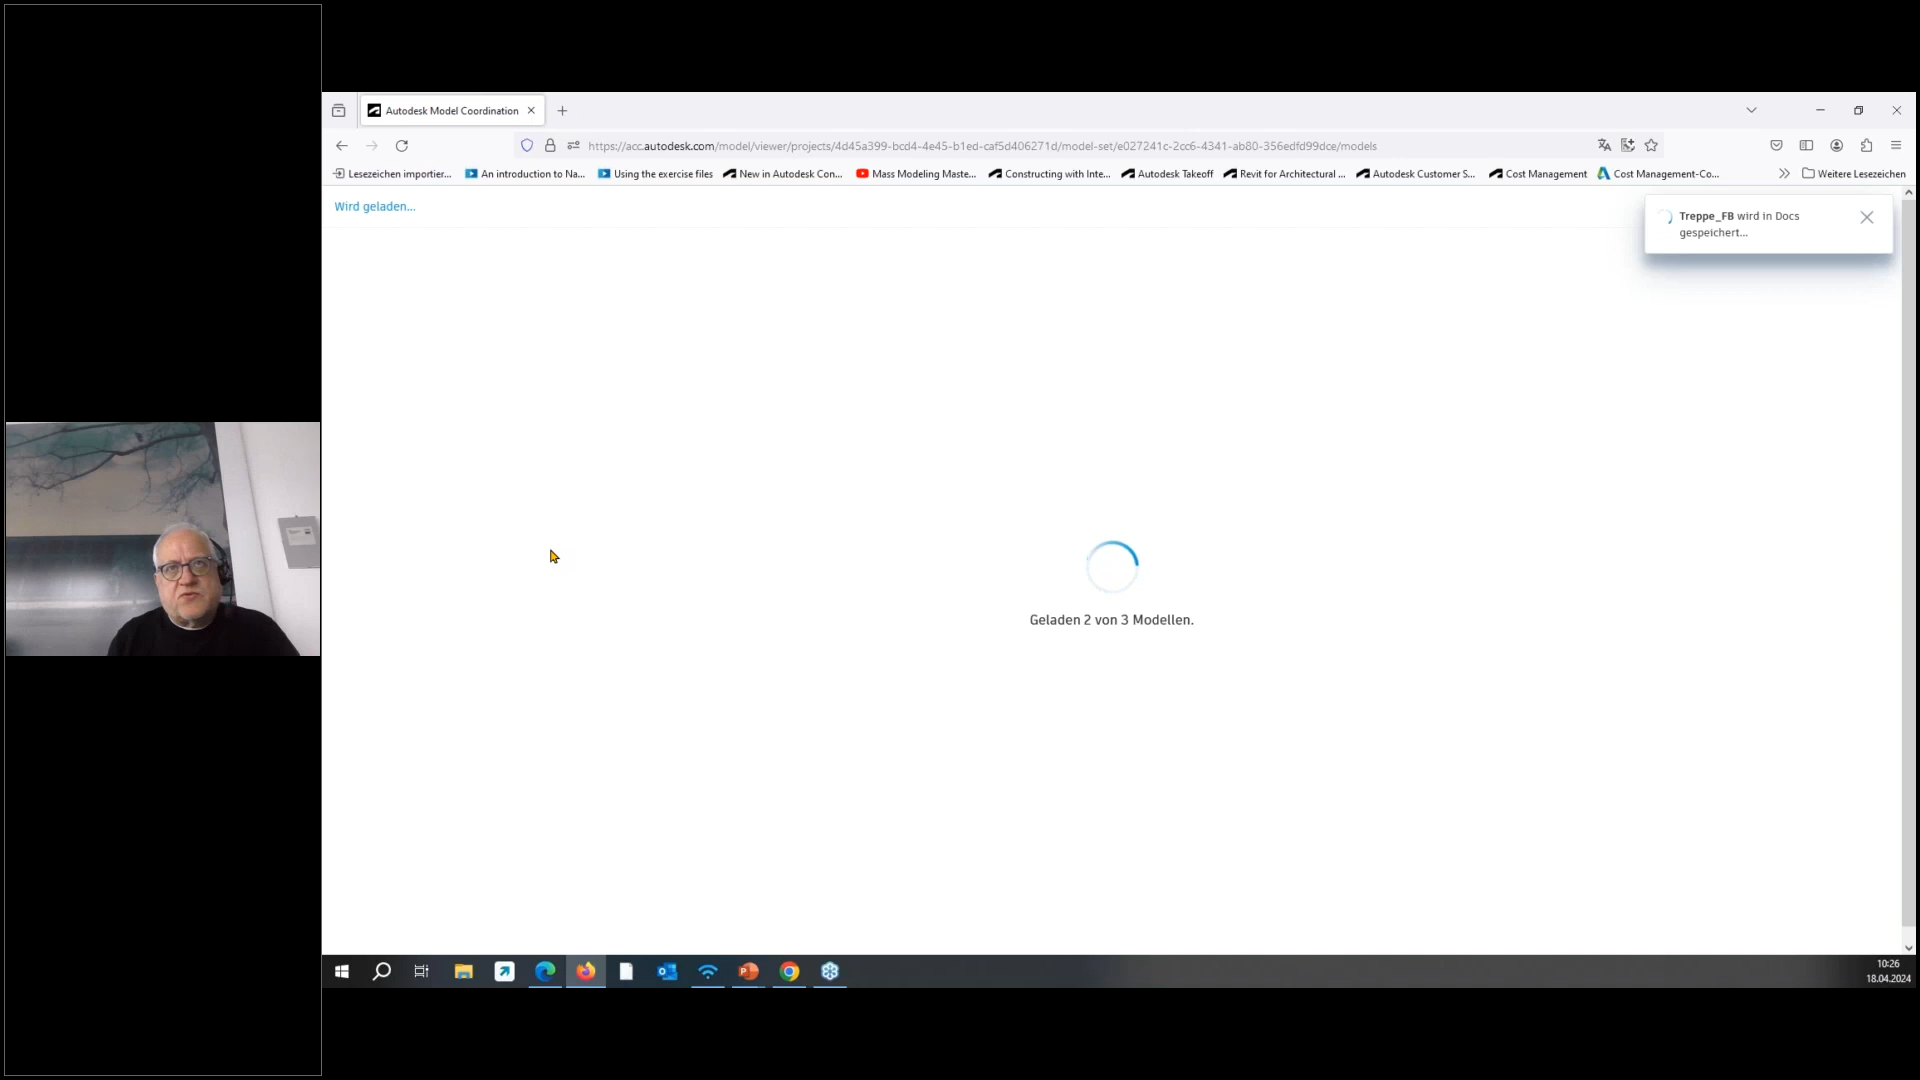 Autodesk Model Coordination
https://acc.autodesk.com/model/viewer/projects/4d45a399-bcd4-4e45-b1ed-caf5d406271d/model-set/e027241c-2cc6-4341-ab80-356edfd99dce/models
Lesezeichen importier...
An introduction to Na...
Using the exercise files
New in Autodesk Con...
Mass Modeling Maste...
Constructing with Inte...
Autodesk Takeoff
Revit for Architectural ...
Autodesk Customer S...
Cost Management
Cost Management-Co...
Weitere Lesezeichen
Wird geladen...
Treppe_FB wird in Docs
gespeichert...
Geladen 2 von 3 Modellen.
10:26
18.04.2024